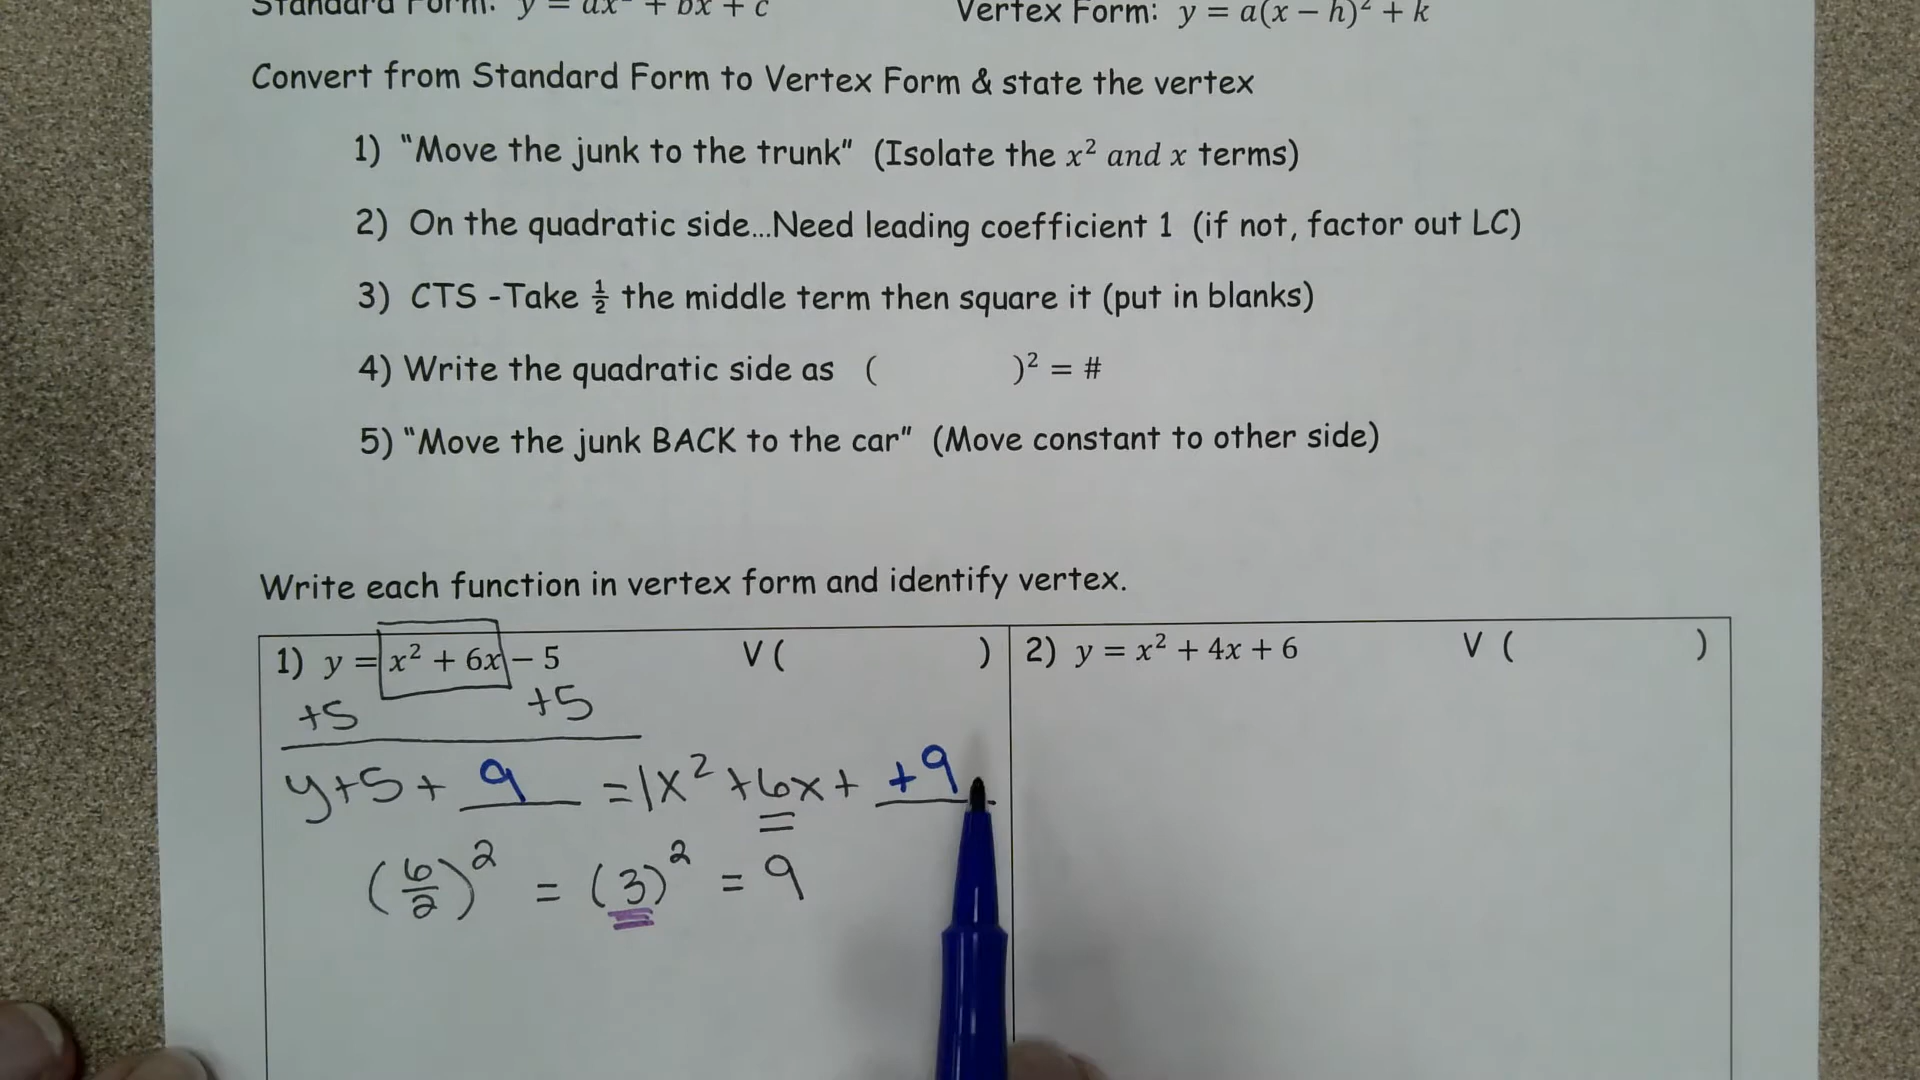 Standard Form: y = ax² + bx + c Vertex Form: y = a(x − h)² + k
Convert from Standard Form to Vertex Form & state the vertex
1) "Move the junk to the trunk" (Isolate the x² and x terms)
2) On the quadratic side...Need leading coefficient 1 (if not, factor out LC)
3) CTS -Take ½ the middle term then square it (put in blanks)
4) Write the quadratic side as ( )² = #
5) "Move the junk BACK to the car" (Move constant to other side)
Write each function in vertex form and identify vertex.
1) y = x² + 6x − 5 V ( )
+5 +5
y+5+ 9 = 1x² +6x+ +9
(6/2)² = (3)² = 9
2) y = x² + 4x + 6 V ( )